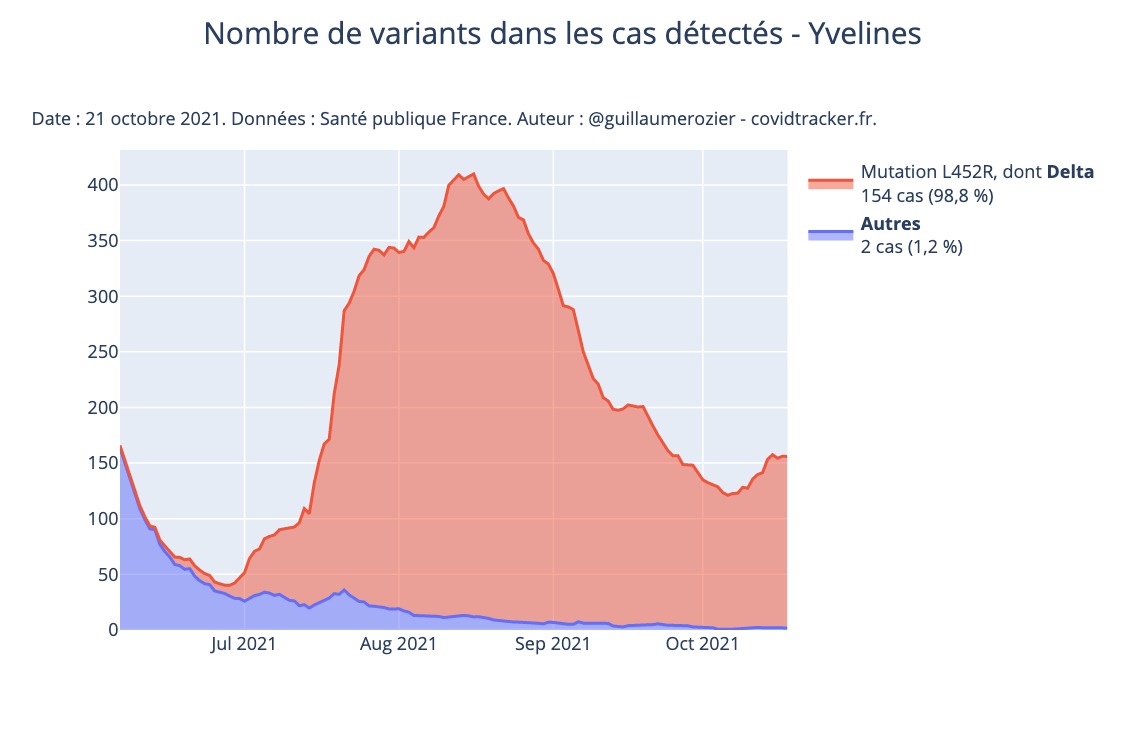 Nombre de variants dans les cas détectés - Yvelines
Date : 21 octobre 2021. Données : Santé publique France. Auteur : @guillaumerozier - covidtracker.fr.
Mutation L452R, dont Delta
154 cas (98,8 %)
Autres
2 cas (1,2 %)
400
350
300
250
200
150
100
50
0
Jul 2021
Aug 2021
Sep 2021
Oct 2021